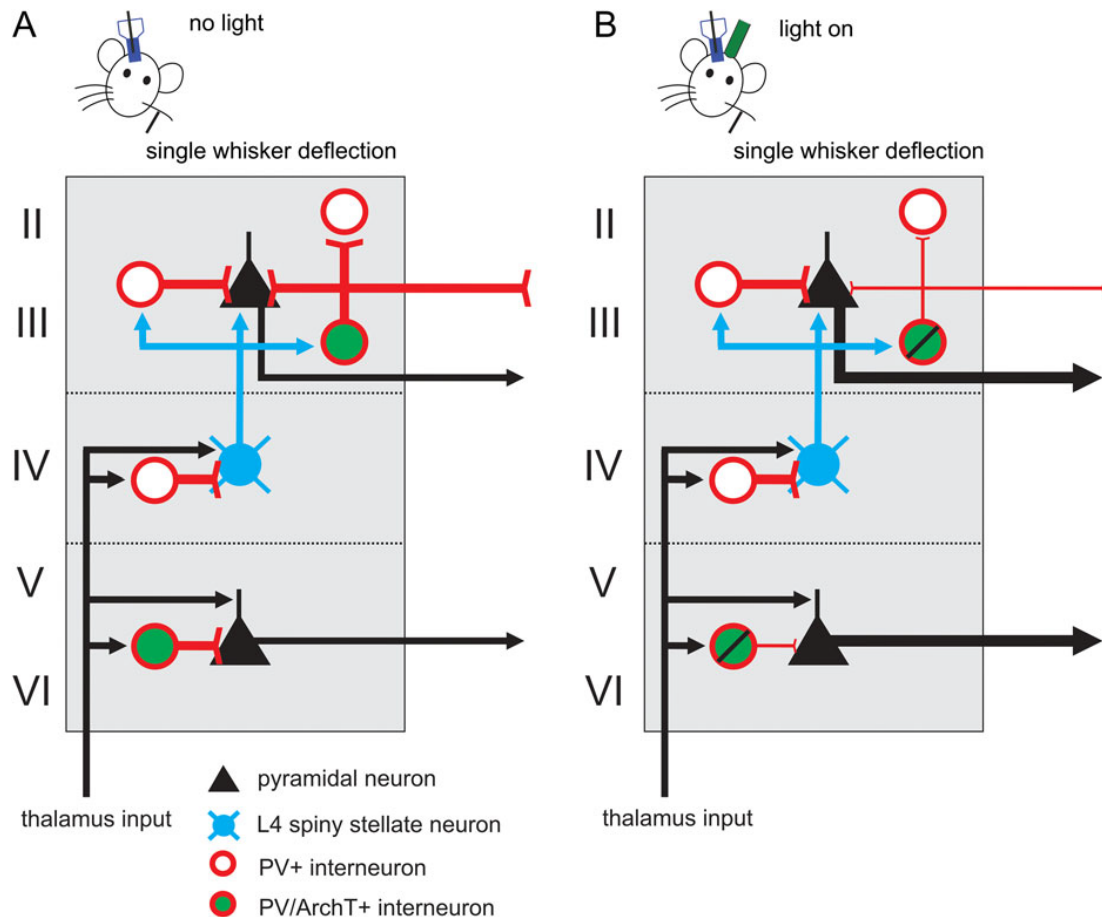 A
no light
single whisker deflection
II
III
IV
V
VI
thalamus input
pyramidal neuron
L4 spiny stellate neuron
PV+ interneuron
PV/ArchT+ interneuron
B
light on
single whisker deflection
II
III
IV
V
VI
thalamus input